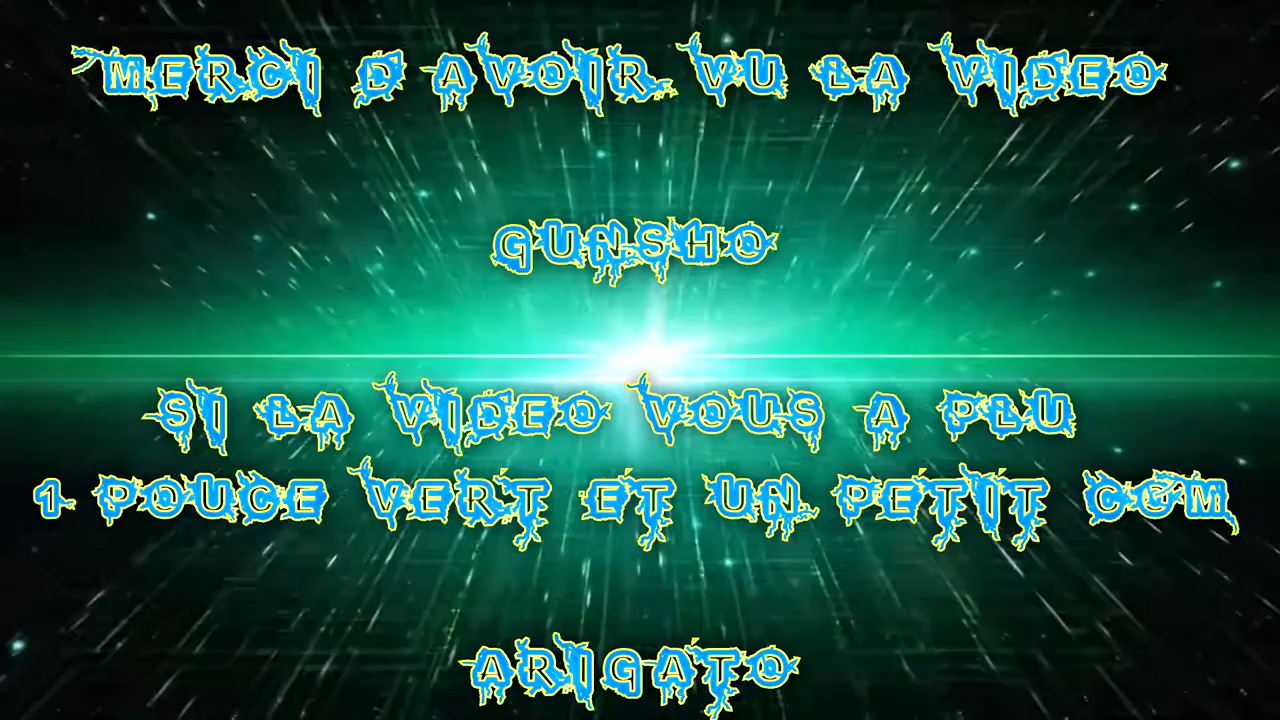 MERCI D AVOIR VU LA VIDEO
GUNSHO
SI LA VIDEO VOUS A PLU
1 POUCE VERT ET UN PETIT COM
ARIGATO